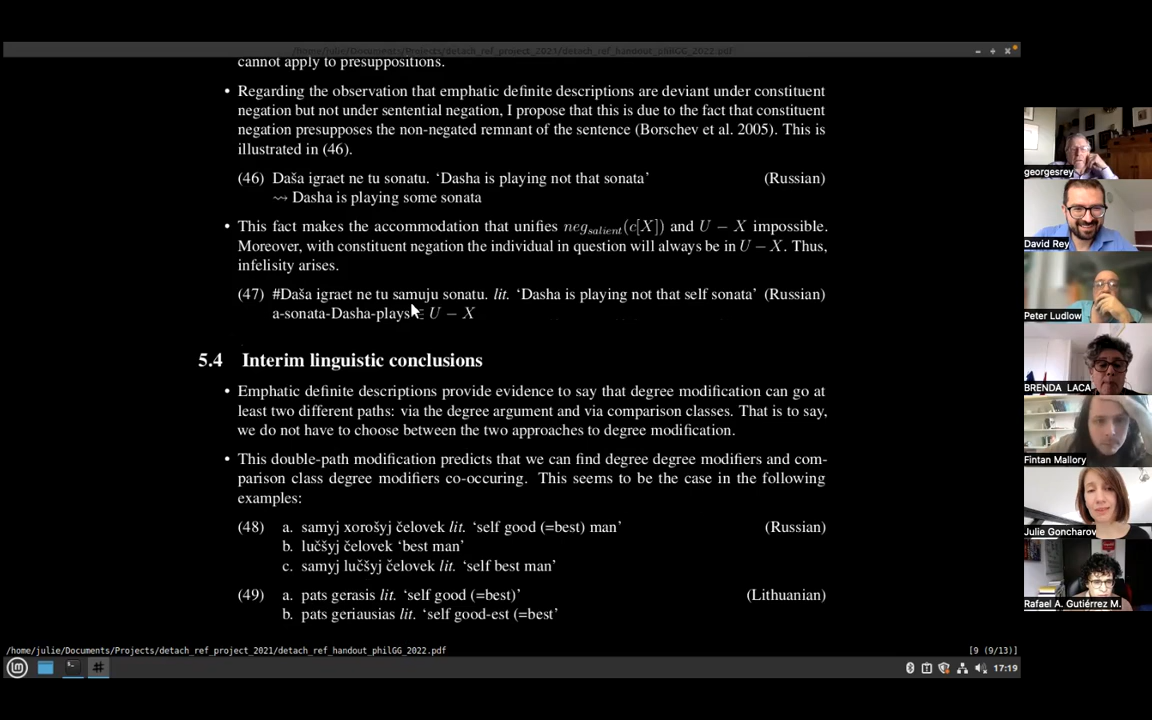 /home/julie/Documents/Projects/detach_ref_project_2021/detach_ref_handout_philGG_2022.pdf
cannot apply to presuppositions.
• Regarding the observation that emphatic definite descriptions are deviant under constituent
negation but not under sentential negation, I propose that this is due to the fact that constituent
negation presupposes the non-negated remnant of the sentence (Borschev et al. 2005). This is
illustrated in (46).
(46) Daša igraet ne tu sonatu. ‘Dasha is playing not that sonata’ (Russian)
⇝ Dasha is playing some sonata
• This fact makes the accommodation that unifies neg_salient(c[X]) and U − X impossible.
Moreover, with constituent negation the individual in question will always be in U − X. Thus,
infelisity arises.
(47) #Daša igraet ne tu samuju sonatu. lit. ‘Dasha is playing not that self sonata’ (Russian)
a-sonata-Dasha-plays ∈ U − X
5.4 Interim linguistic conclusions
• Emphatic definite descriptions provide evidence to say that degree modification can go at
least two different paths: via the degree argument and via comparison classes. That is to say,
we do not have to choose between the two approaches to degree modification.
• This double-path modification predicts that we can find degree degree modifiers and com-
parison class degree modifiers co-occuring. This seems to be the case in the following
examples:
(48) a. samyj xorošyj čelovek lit. ‘self good (=best) man’ (Russian)
b. lučšyj čelovek ‘best man’
c. samyj lučšyj čelovek lit. ‘self best man’
(49) a. pats gerasis lit. ‘self good (=best)’ (Lithuanian)
b. pats geriausias lit. ‘self good-est (=best’
/home/julie/Documents/Projects/detach_ref_project_2021/detach_ref_handout_philGG_2022.pdf [9 (9/13)]
17:19
georgesrey
David Rey
Peter Ludlow
BRENDA LACA
Fintan Mallory
Julie Goncharov
Rafael A. Gutiérrez M.